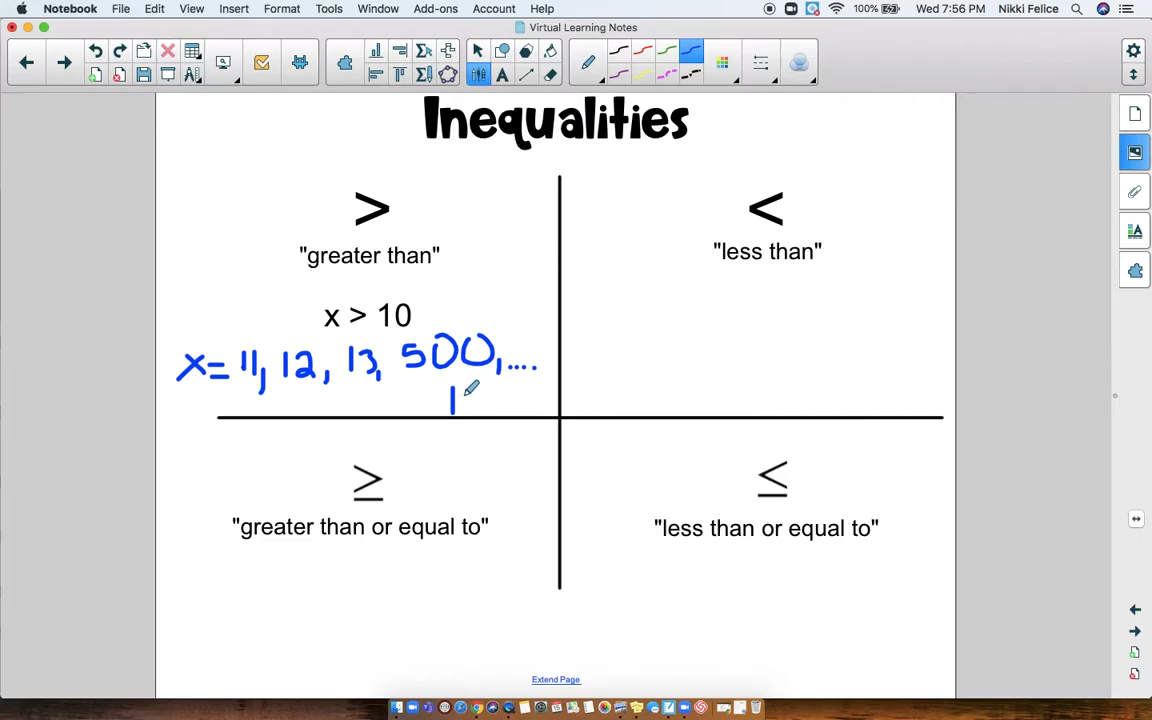 Notebook File Edit View Insert Format Tools Window Add-ons Account Help 100% Wed 7:56 PM Nikki Felice
Virtual Learning Notes
Inequalities
>
"greater than"
x > 10
x= 11, 12, 13, 500, ....
1
<
"less than"
≥
"greater than or equal to"
≤
"less than or equal to"
Extend Page